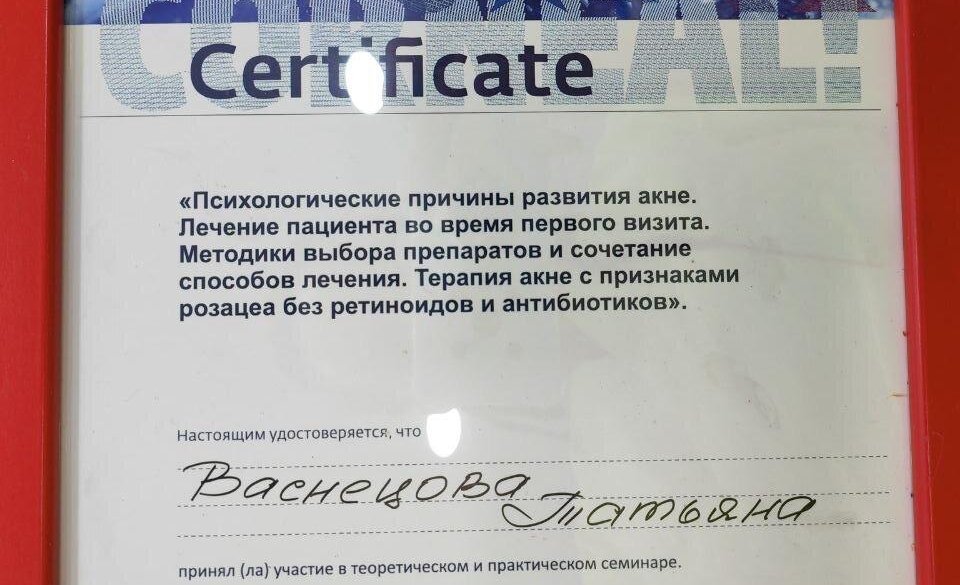 Certificate
«Психологические причины развития акне.
Лечение пациента во время первого визита.
Методики выбора препаратов и сочетание
способов лечения. Терапия акне с признаками
розацеа без ретиноидов и антибиотиков».
Настоящим удостоверяется, что
Васнецова
Татьяна
принял (ла) участие в теоретическом и практическом семинаре.